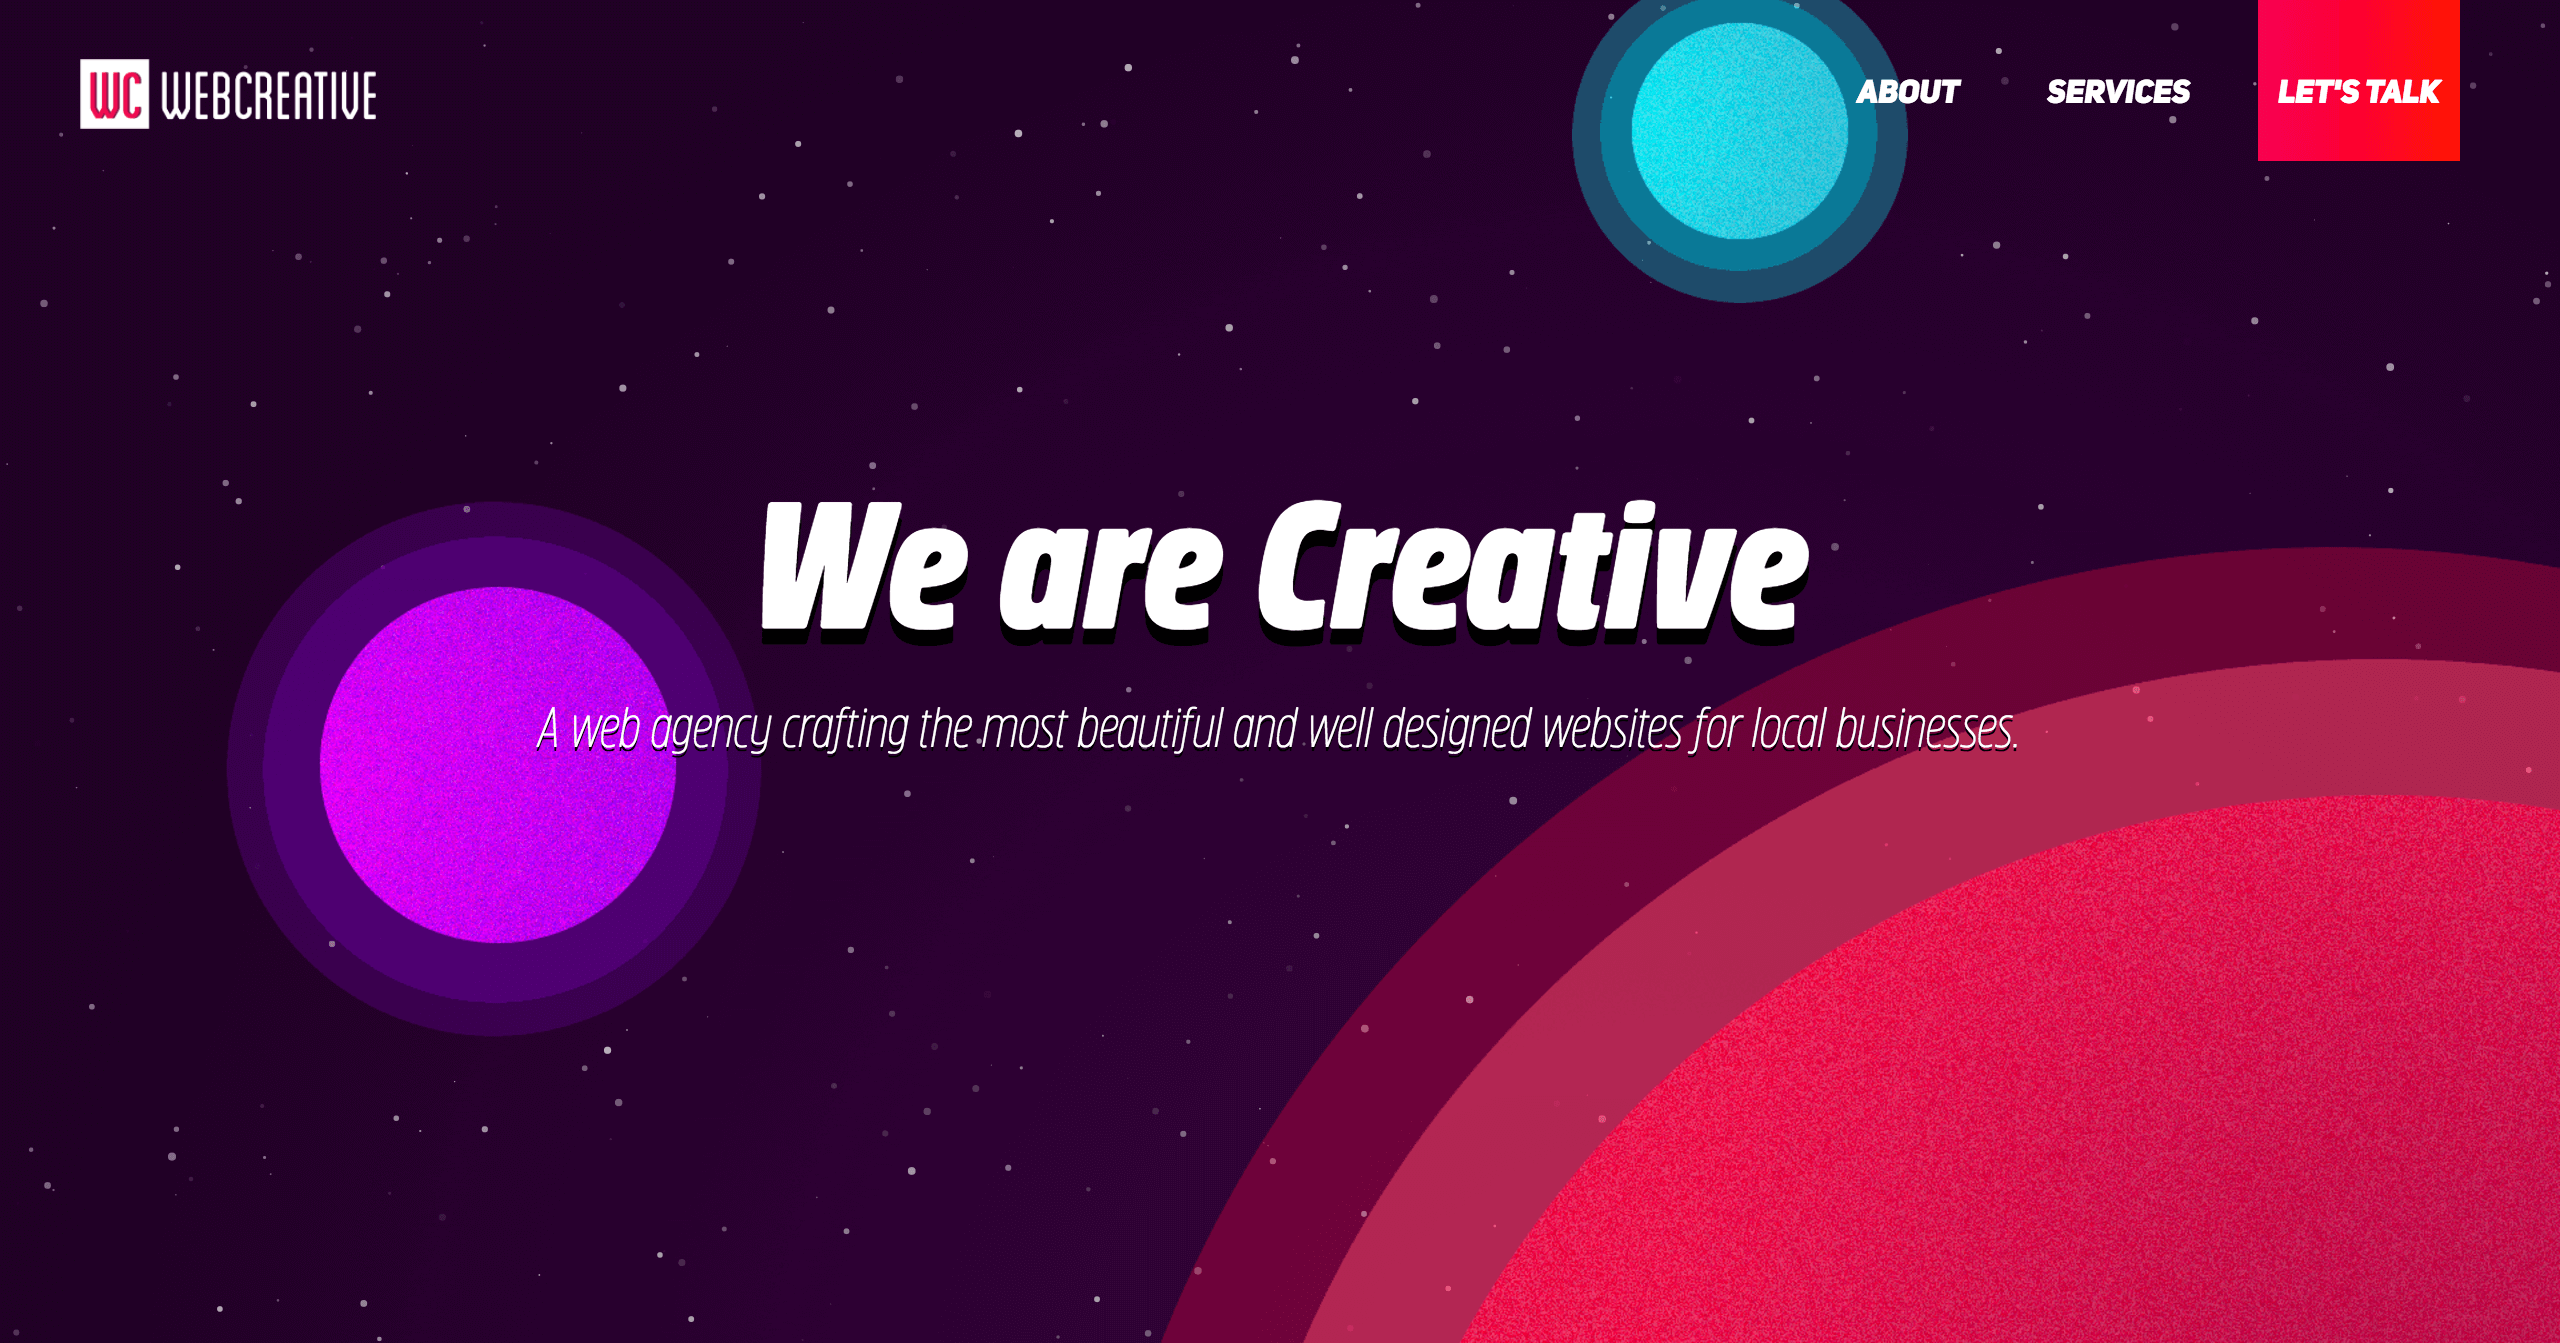 WC WEBCREATIVE
ABOUT SERVICES LET'S TALK
We are Creative
A web agency crafting the most beautiful and well designed websites for local businesses.